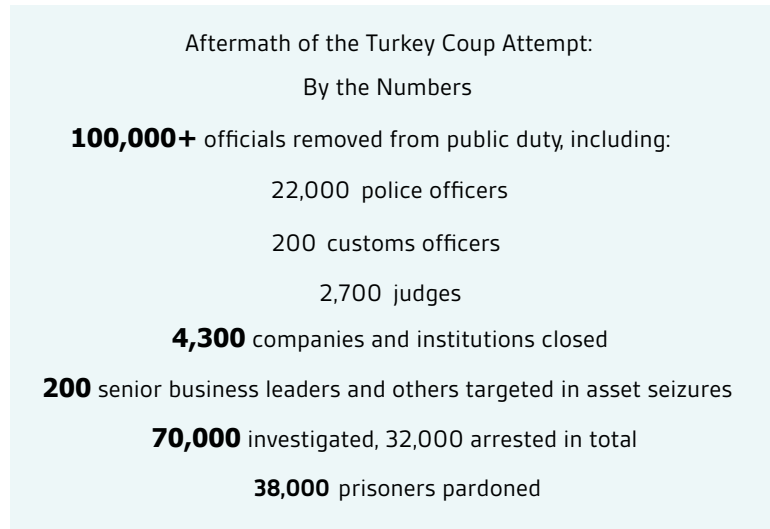 Aftermath of the Turkey Coup Attempt:
By the Numbers
100,000+ officials removed from public duty, including:
22,000 police officers
200 customs officers
2,700 judges
4,300 companies and institutions closed
200 senior business leaders and others targeted in asset seizures
70,000 investigated, 32,000 arrested in total
38,000 prisoners pardoned